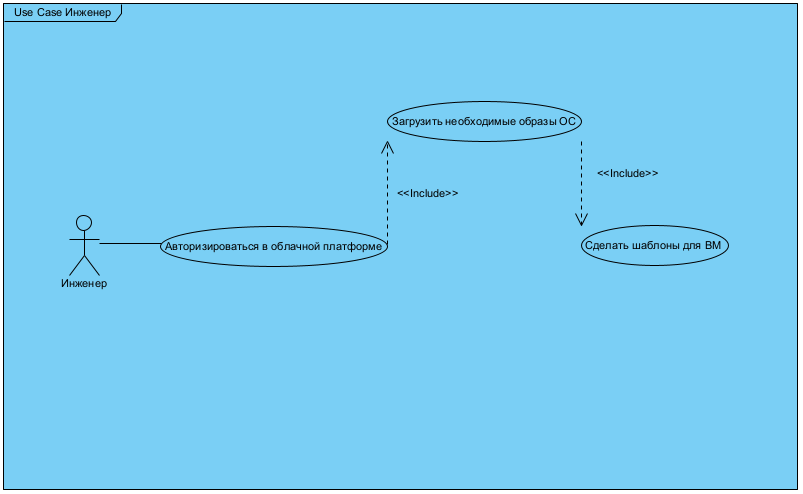 Use Case Инженер
Загрузить необходимые образы ОС
<<Include>>
<<Include>>
Авторизироваться в облачной платформе
Сделать шаблоны для ВМ
Инженер